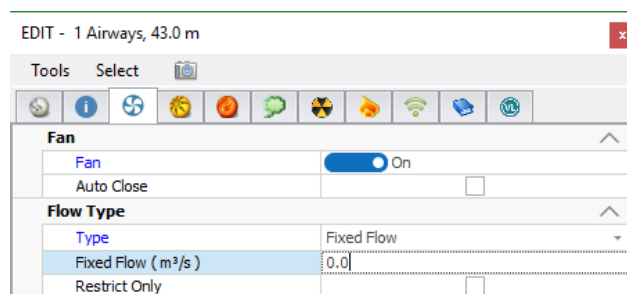 EDIT - 1 Airways, 43.0 m
x
Tools Select
VL
Fan
Fan On
Auto Close
Flow Type
Type Fixed Flow
Fixed Flow ( m³/s ) 0.0
Restrict Only